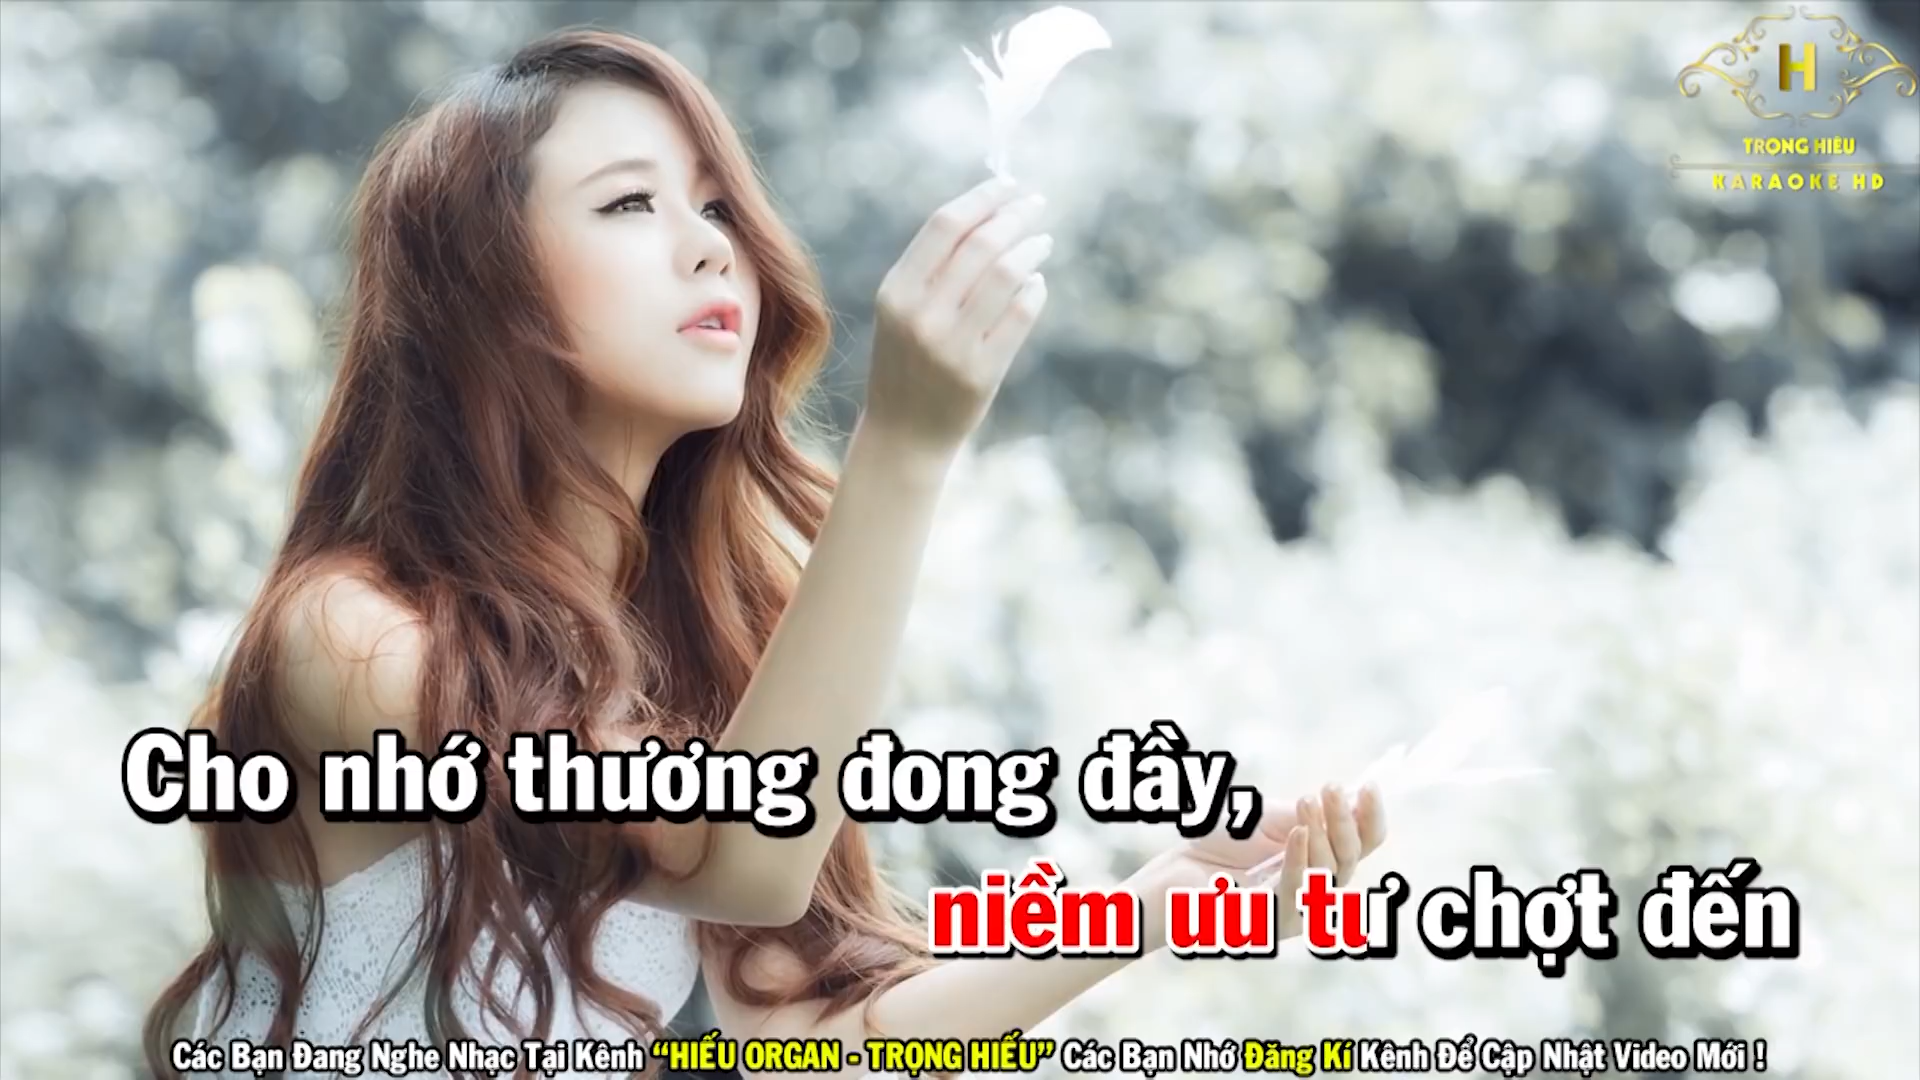 H
TRỌNG HIẾU
KARAOKE HD
Cho nhớ thương đong đầy,
niềm ưu tư chợt đến
Các Bạn Đang Nghe Nhạc Tại Kênh “HIẾU ORGAN - TRỌNG HIẾU” Các Bạn Nhớ Đăng Kí Kênh Để Cập Nhật Video Mới !